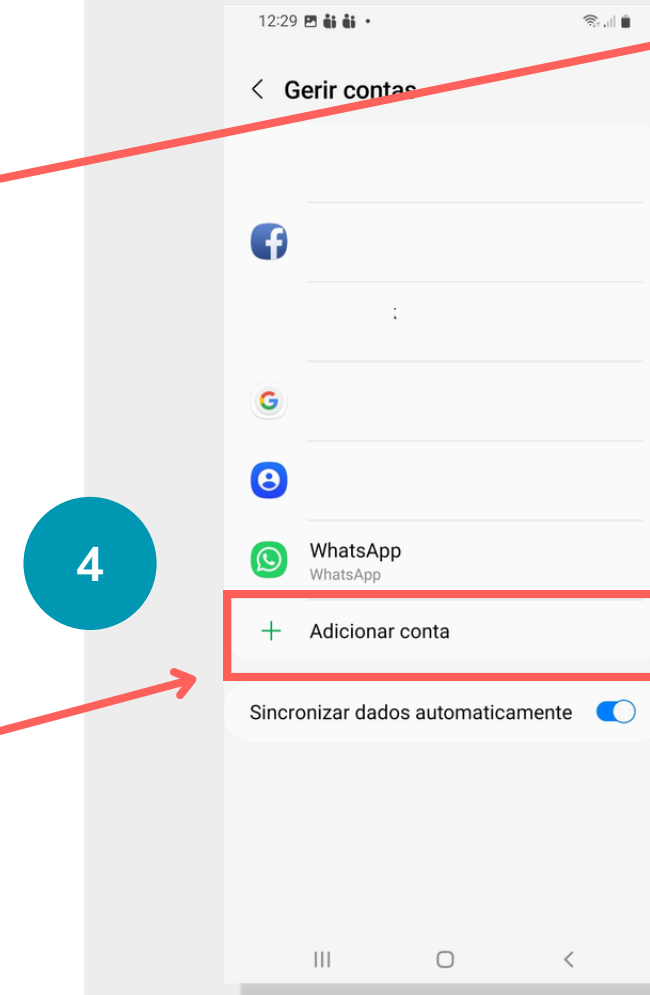 12:29
Gerir contas
4
WhatsApp
WhatsApp
Adicionar conta
Sincronizar dados automaticamente